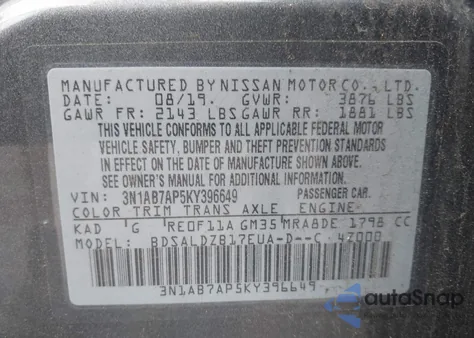 MANUFACTURED BY NISSAN MOTOR CO., LTD.
DATE: 08/19. GVWR: 3876 LBS
GAWR FR: 2143 LBS GAWR RR: 1881 LBS
THIS VEHICLE CONFORMS TO ALL APPLICABLE FEDERAL MOTOR
VEHICLE SAFETY, BUMPER AND THEFT PREVENTION STANDARDS
IN EFFECT ON THE DATE OF MANUFACTURE SHOWN ABOVE.
SEE OWNER'S MANUAL FOR ADDITIONAL INFORMATION.
VIN: 3N1AB7AP5KY396649 PASSENGER CAR.
COLOR TRIM TRANS AXLE ENGINE
KAD G RE0F11A GM35 MRA8DE 1798 CC
MODEL: BDSALDZB17EUA-D--C 4Z008
3N1AB7AP5KY396649
autoSnap